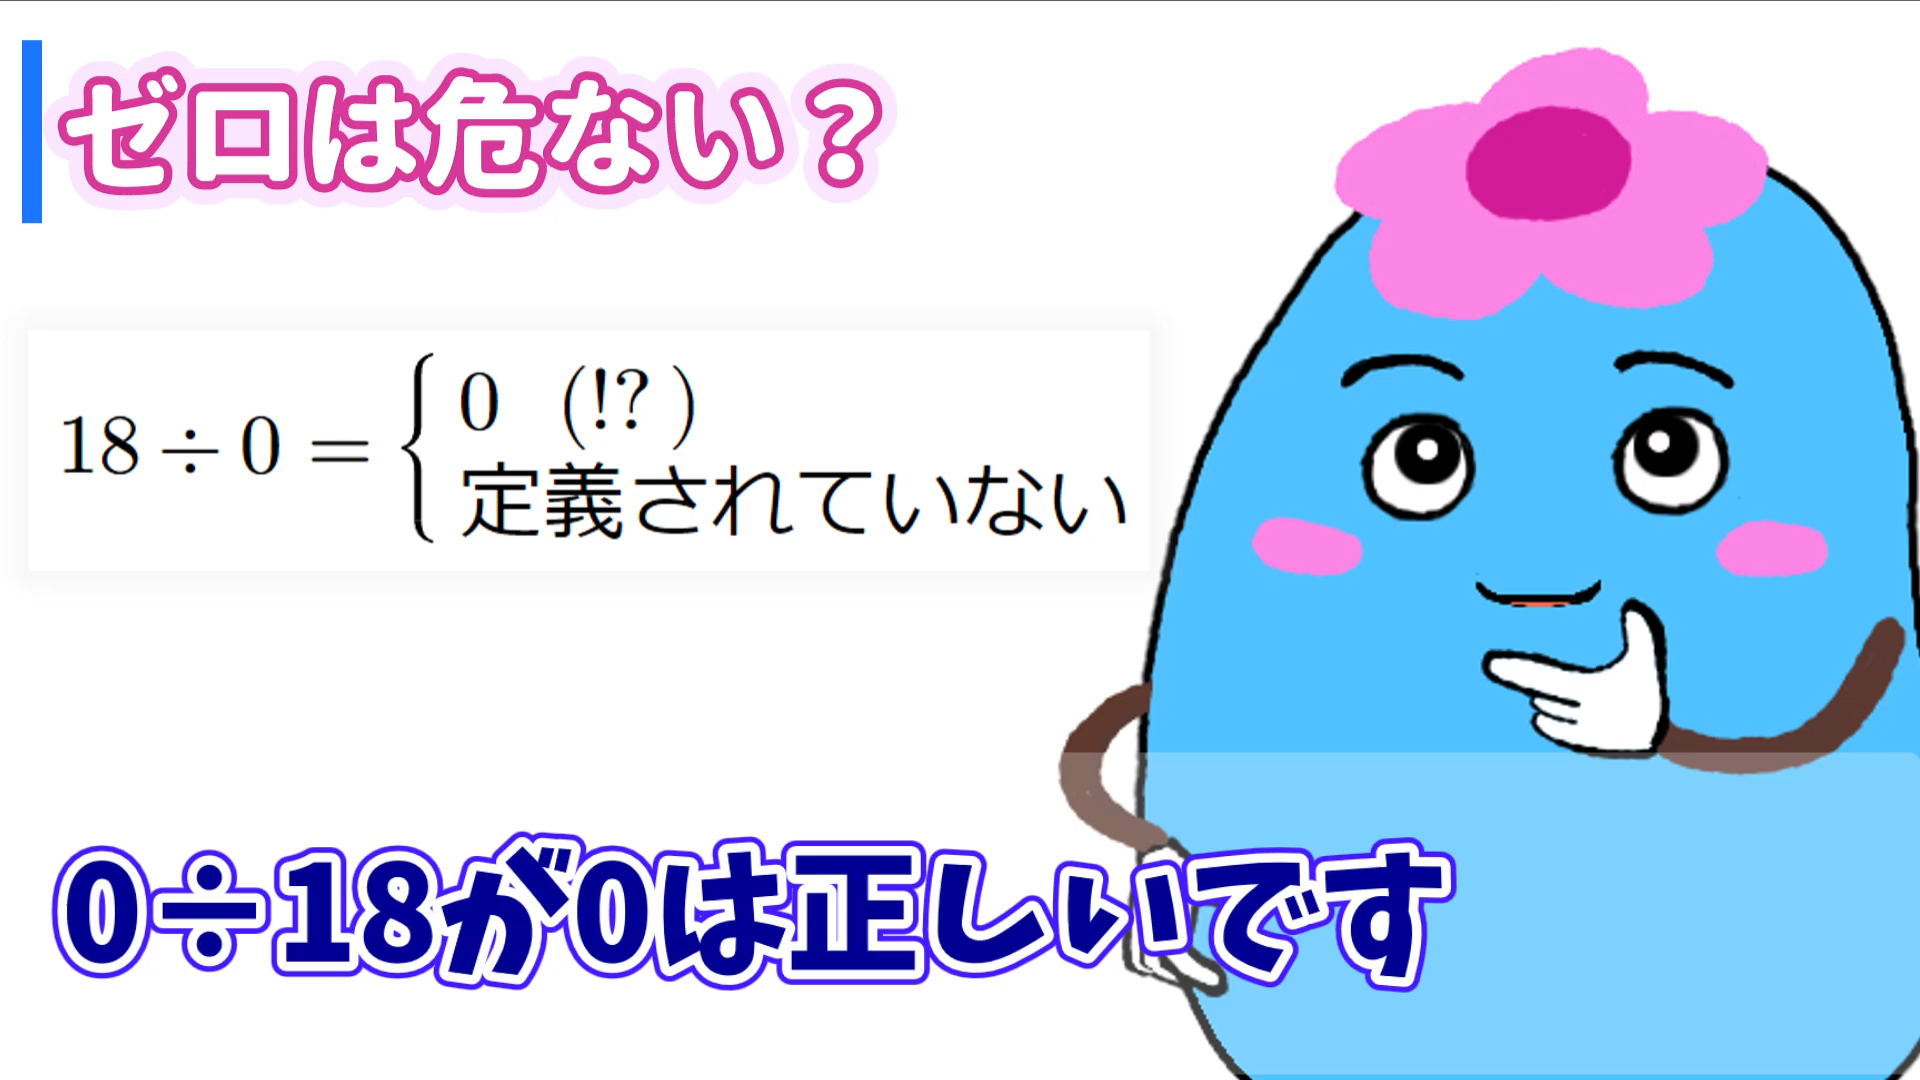 ゼロは危ない？
18 ÷ 0 = { 0 (!? )
定義されていない
0÷18が0は正しいです